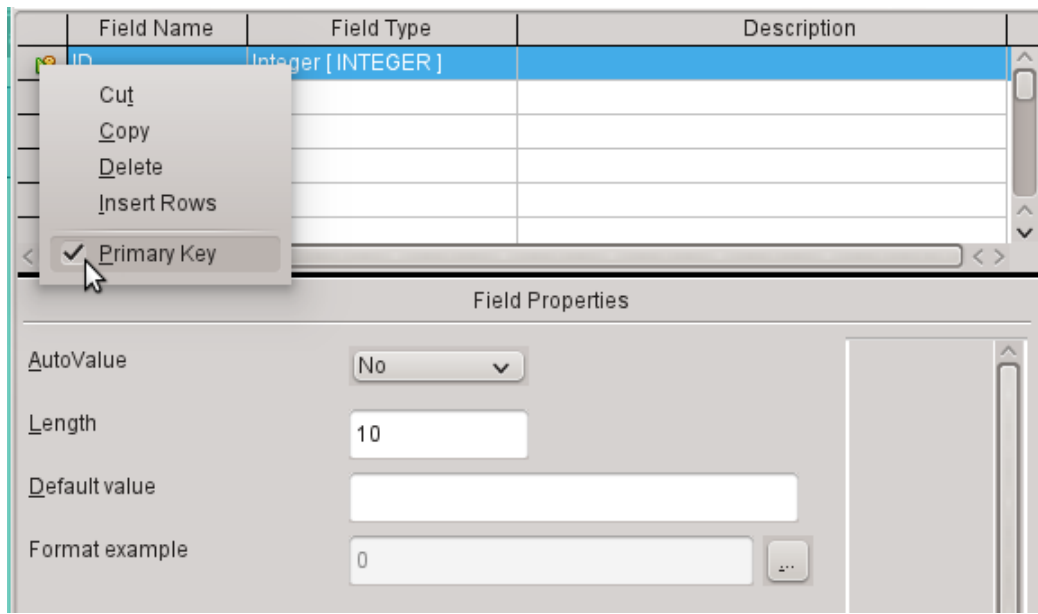 Field Name Field Type Description
ID Integer [ INTEGER ]
Cut
Copy
Delete
Insert Rows
Primary Key
Field Properties
AutoValue No
Length 10
Default value
Format example 0 ...